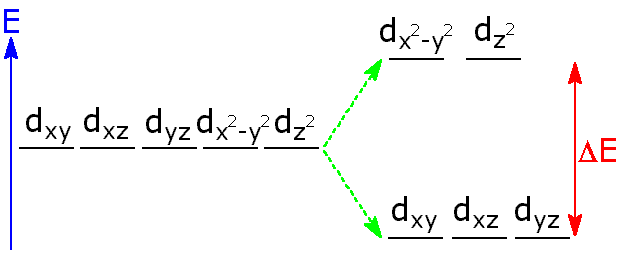 E
d_x²-y² d_z²
d_xy d_xz d_yz d_x²-y² d_z²
ΔE
d_xy d_xz d_yz